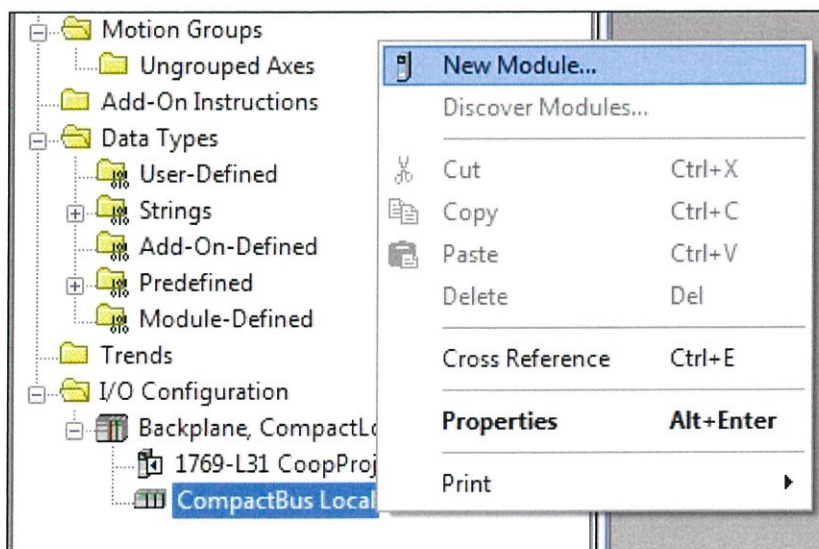 Motion Groups
Ungrouped Axes
Add-On Instructions
Data Types
User-Defined
Strings
Add-On-Defined
Predefined
Module-Defined
Trends
I/O Configuration
Backplane, CompactLo
1769-L31 CoopProj
CompactBus Local
New Module...
Discover Modules...
Cut Ctrl+X
Copy Ctrl+C
Paste Ctrl+V
Delete Del
Cross Reference Ctrl+E
Properties Alt+Enter
Print